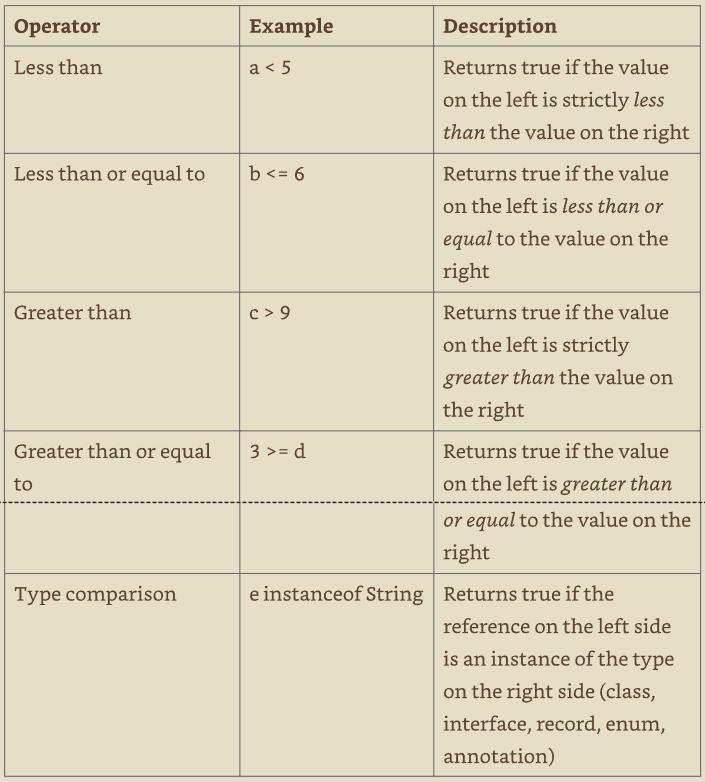 Operator Example Description
Less than a < 5 Returns true if the value
on the left is strictly less
than the value on the right
Less than or equal to b <= 6 Returns true if the value
on the left is less than or
equal to the value on the
right
Greater than c > 9 Returns true if the value
on the left is strictly
greater than the value on
the right
Greater than or equal 3 >= d Returns true if the value
to on the left is greater than
or equal to the value on the
right
Type comparison e instanceof String Returns true if the
reference on the left side
is an instance of the type
on the right side (class,
interface, record, enum,
annotation)